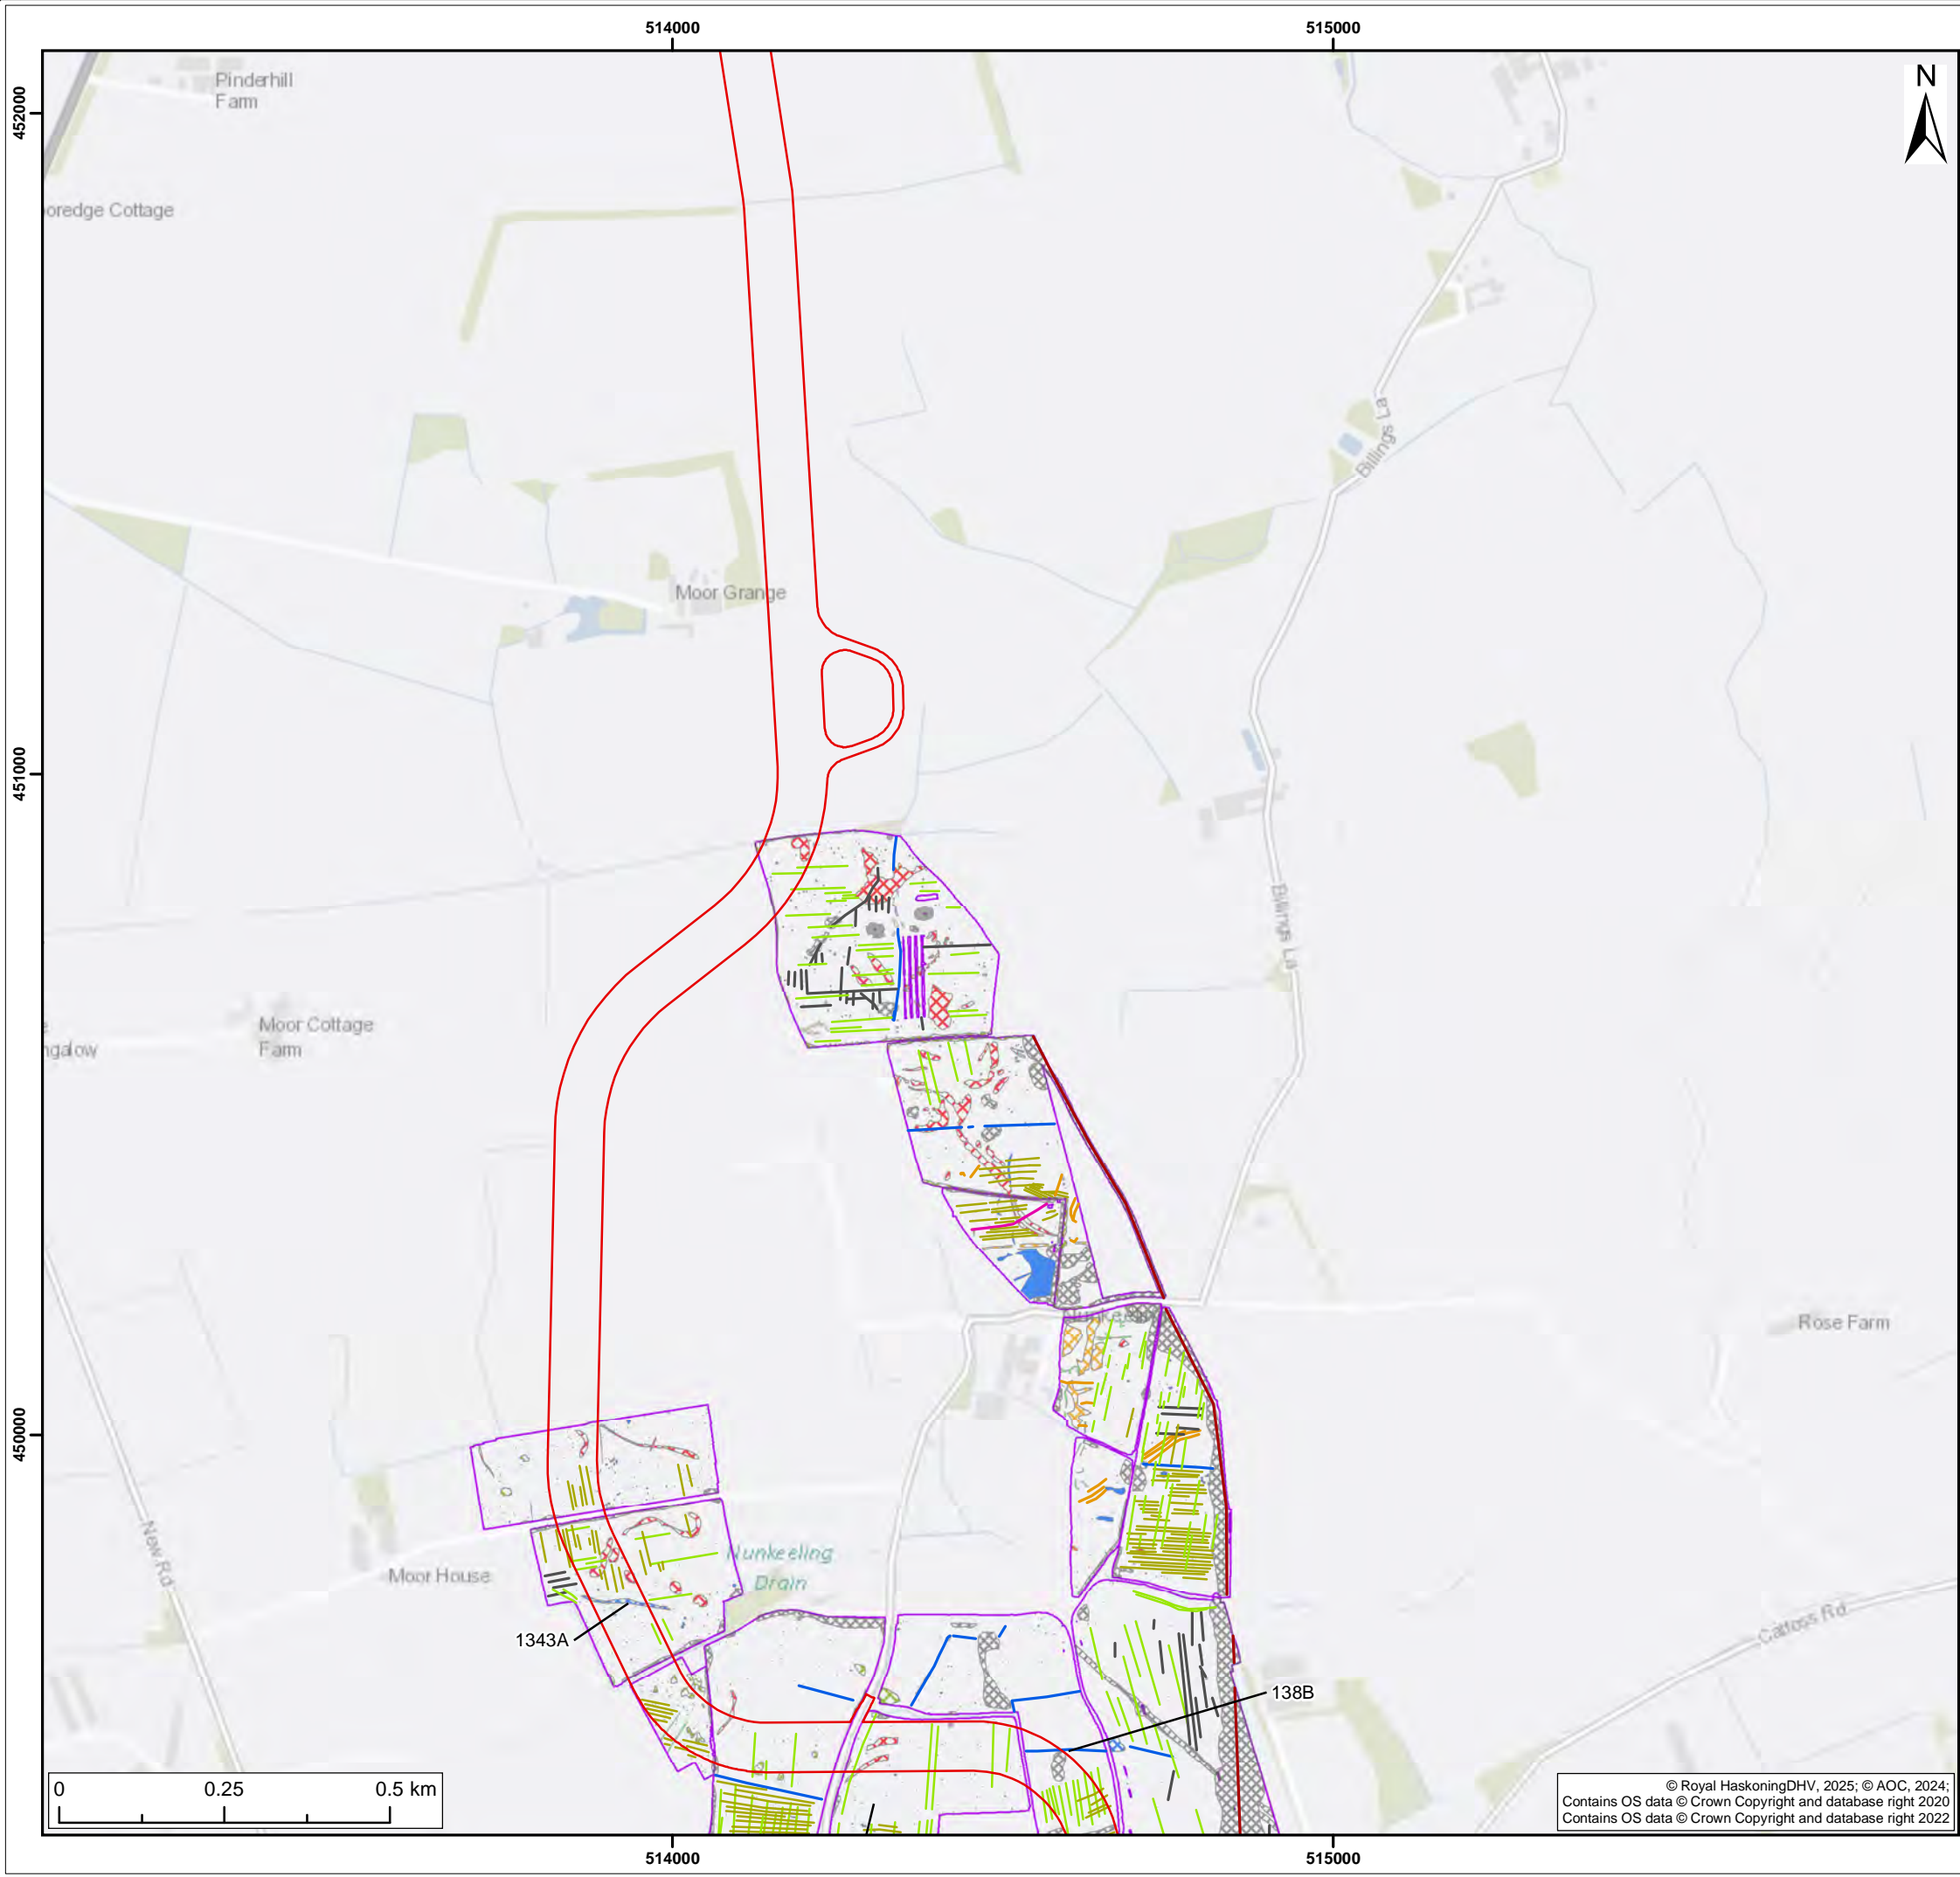 514000
515000
452000
N
Pinderhill
Farm
oredge Cottage
Billings La
Moor Grange
451000
Billings La
Moor Cottage
Farm
ngalow
Rose Farm
450000
New Rd
Moor House
Nunkeeling
Drain
1343A
Catfoss Rd
138B
0 0.25 0.5 km
© Royal HaskoningDHV, 2025; © AOC, 2024;
Contains OS data © Crown Copyright and database right 2020
Contains OS data © Crown Copyright and database right 2022
514000
515000